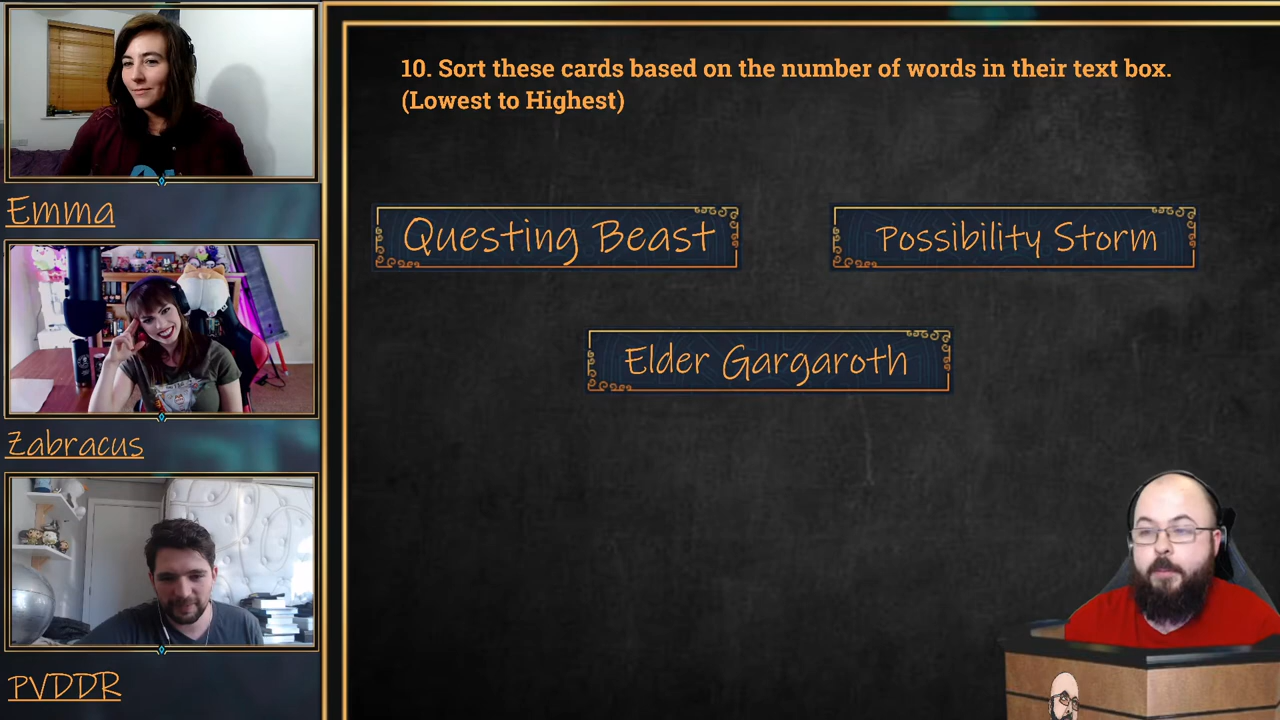 10. Sort these cards based on the number of words in their text box.
(Lowest to Highest)
Questing Beast
Possibility Storm
Elder Gargaroth
Emma
Zabracus
PVDDR